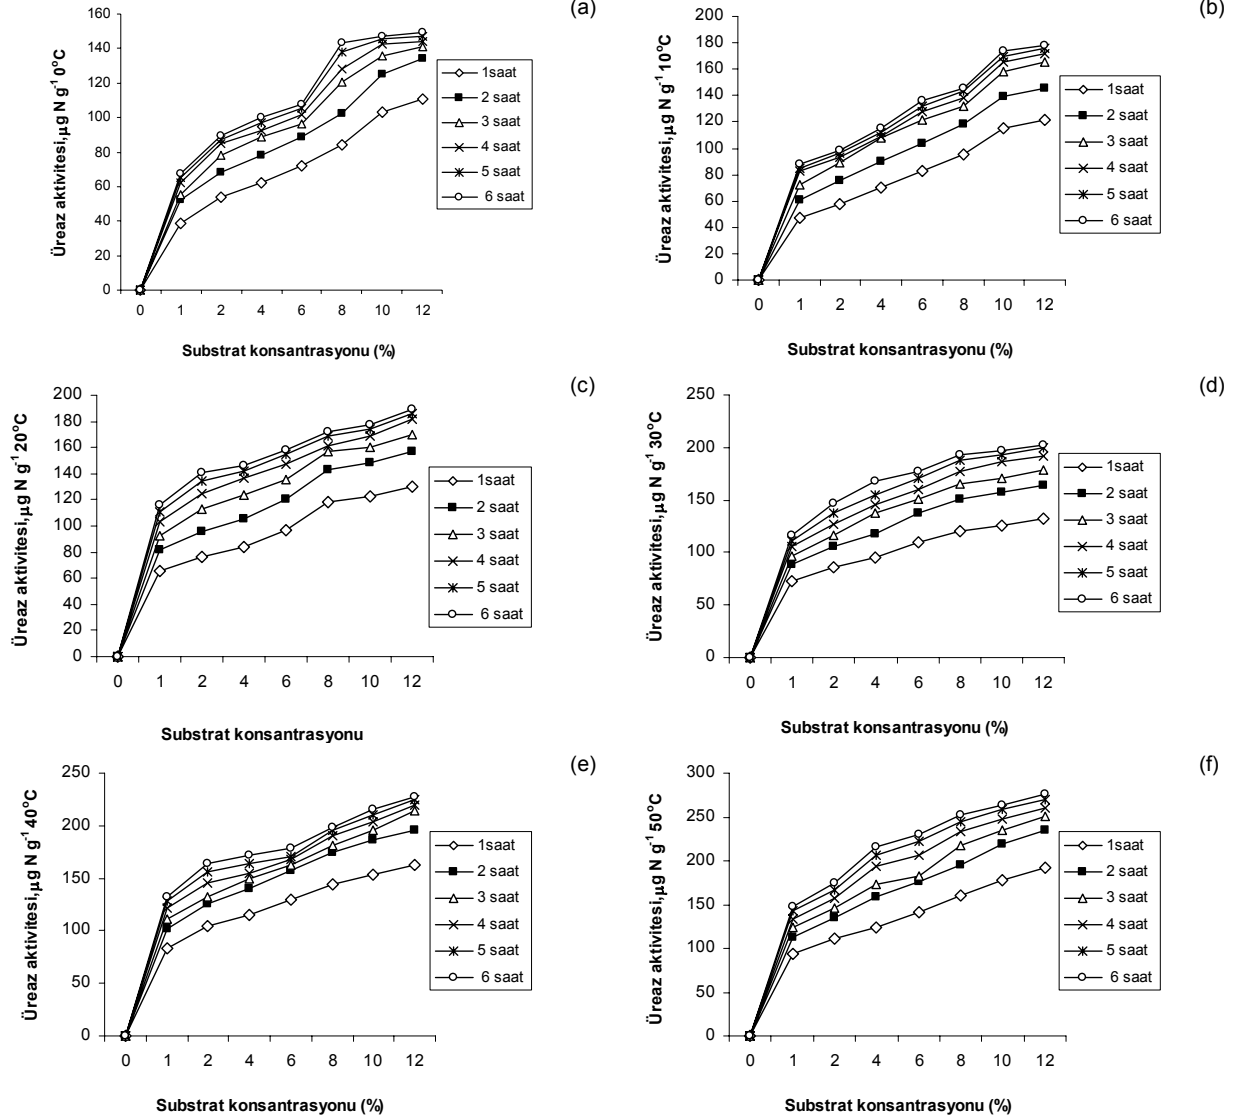 (a)
Üreaz aktivitesi,µg N g-1 0oC
160
140
120
100
80
60
40
20
0
0 1 2 4 6 8 10 12
Substrat konsantrasyonu (%)
1saat
2 saat
3 saat
4 saat
5 saat
6 saat
(b)
Üreaz aktivitesi,µg N g-1 10oC
200
180
160
140
120
100
80
60
40
20
0
0 1 2 4 6 8 10 12
Substrat konsantrasyonu (%)
1saat
2 saat
3 saat
4 saat
5 saat
6 saat
(c)
Üreaz aktivitesi,µg N g-1 20oC
200
180
160
140
120
100
80
60
40
20
0
0 1 2 4 6 8 10 12
Substrat konsantrasyonu
1saat
2 saat
3 saat
4 saat
5 saat
6 saat
(d)
Üreaz aktivitesi,µg N g-1 30oC
250
200
150
100
50
0
0 1 2 4 6 8 10 12
Substrat konsantrasyonu (%)
1saat
2 saat
3 saat
4 saat
5 saat
6 saat
(e)
Üreaz aktivitesi,µg N g-1 40oC
250
200
150
100
50
0
0 1 2 4 6 8 10 12
Substrat konsantrasyonu (%)
1saat
2 saat
3 saat
4 saat
5 saat
6 saat
(f)
Üreaz aktivitesi,µg N g-1 50oC
300
250
200
150
100
50
0
0 1 2 4 6 8 10 12
Substrat konsantrasyonu (%)
1saat
2 saat
3 saat
4 saat
5 saat
6 saat